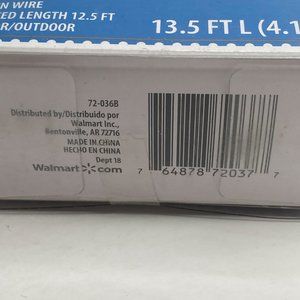 N WIRE
ED LENGTH 12.5 FT
R/OUTDOOR
13.5 FT L (4.1
72-036B
Distributed by/Distribuido por
Walmart Inc.,
Bentonville, AR 72716
MADE IN CHINA
HECHO EN CHINA
Dept 18
Walmart com
7 64878 72037 7